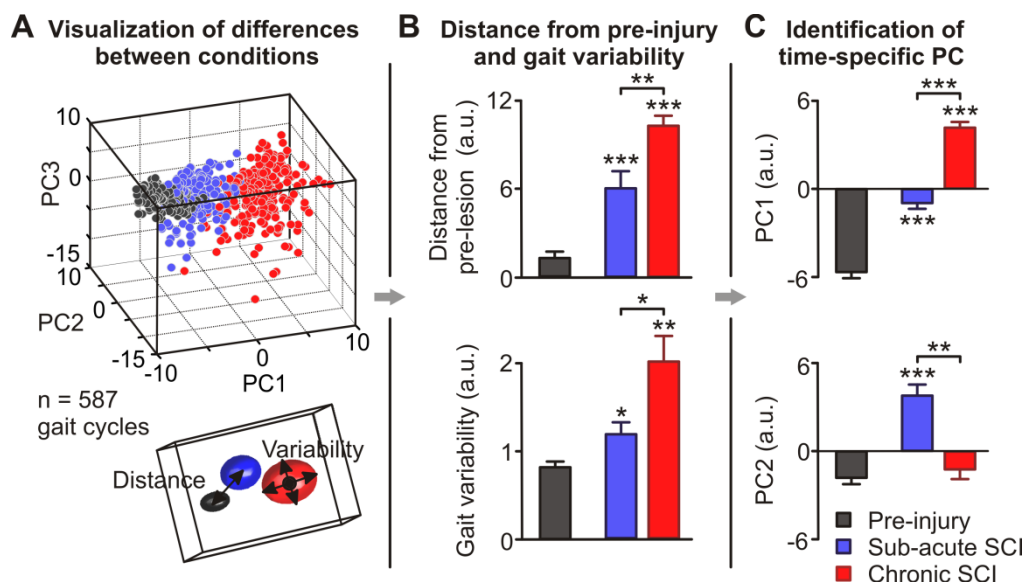 A Visualization of differences
between conditions
10
0
-15
PC3
10
0
-15
PC2
-10
0
10
PC1
n = 587
gait cycles
Distance
Variability
B Distance from pre-injury
and gait variability
Distance from
pre-lesion (a.u.)
12
6
0
***
**
***
Gait variability (a.u.)
2
1
0
*
*
**
C Identification of
time-specific PC
PC1 (a.u.)
6
0
-6
***
***
***
PC2 (a.u.)
6
0
-6
***
**
Pre-injury
Sub-acute SCI
Chronic SCI